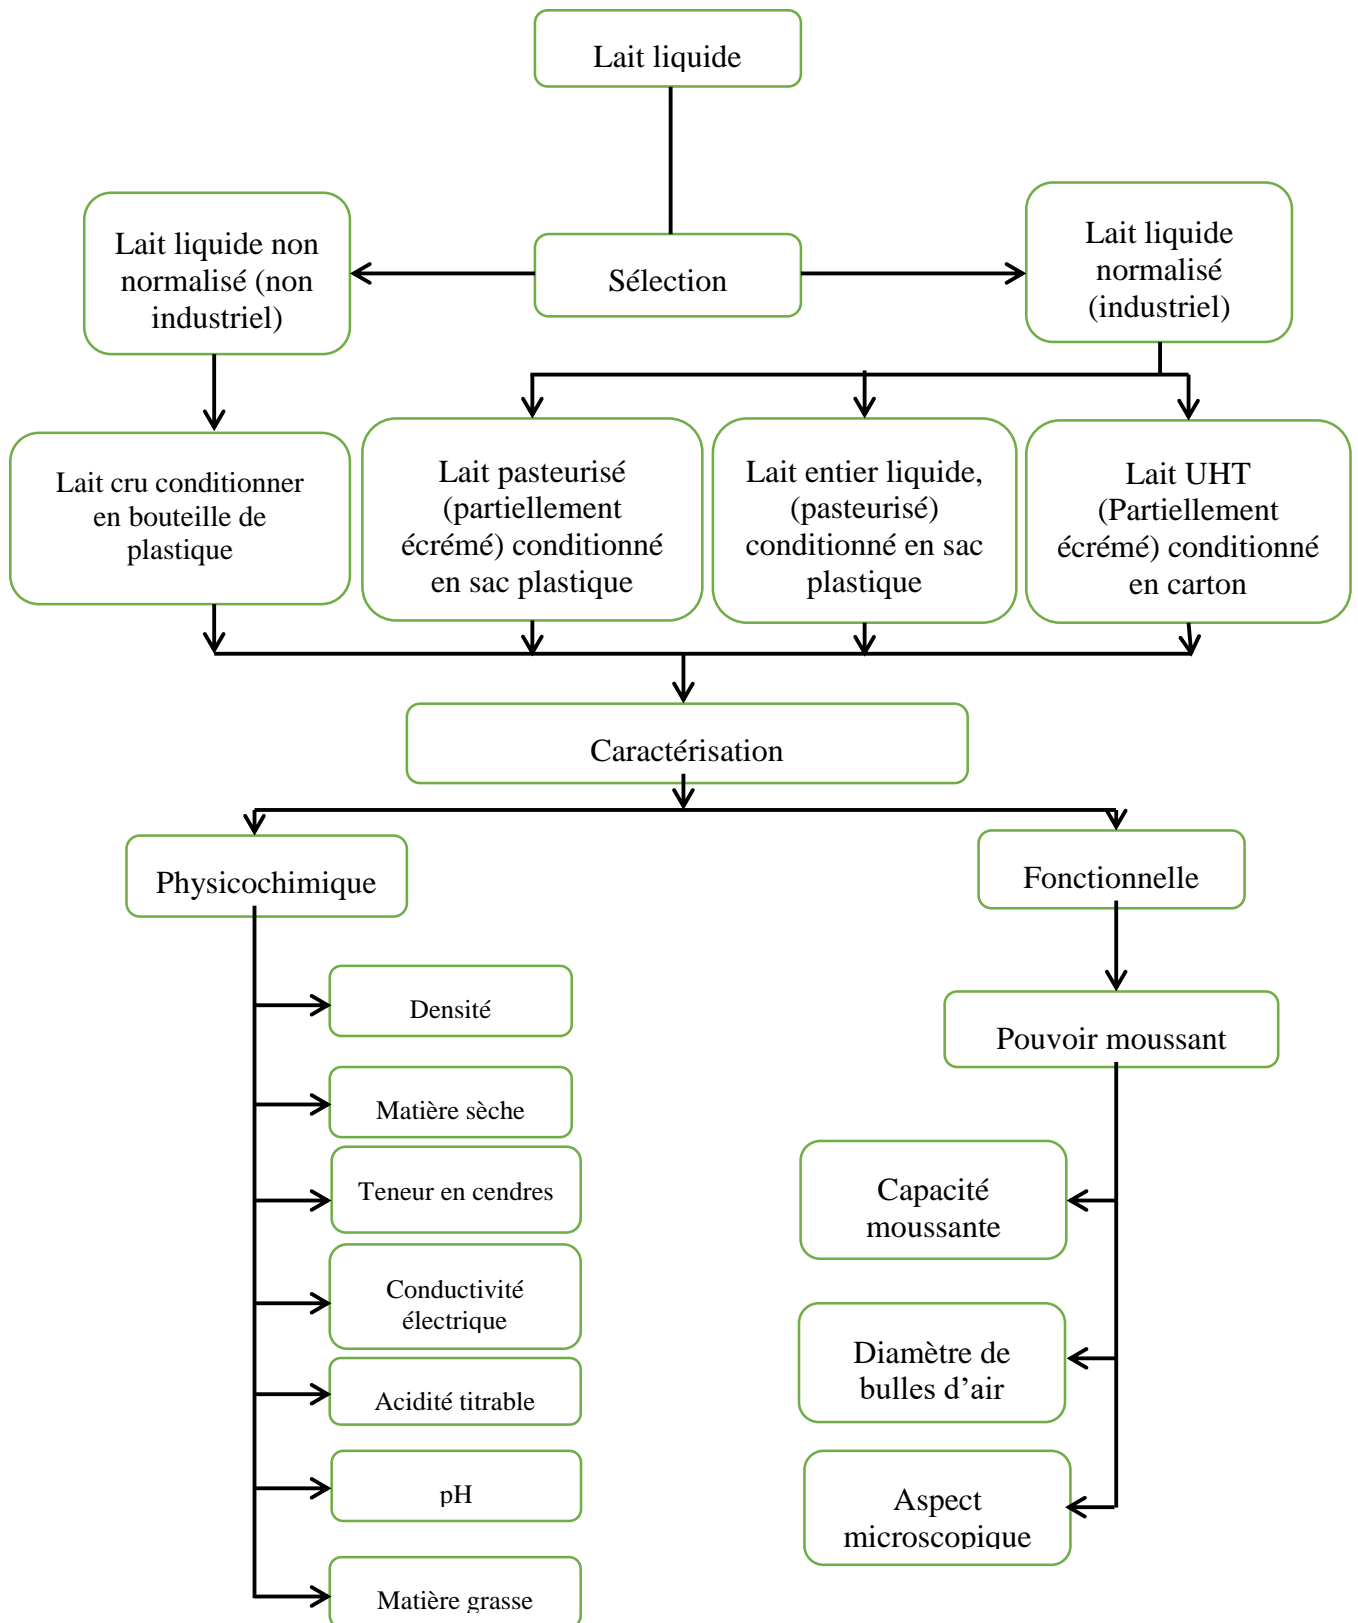 Lait liquide
Lait liquide non
normalisé (non
industriel)
Sélection
Lait liquide
normalisé
(industriel)
Lait cru conditionner
en bouteille de
plastique
Lait pasteurisé
(partiellement
écrémé) conditionné
en sac plastique
Lait entier liquide,
(pasteurisé)
conditionné en sac
plastique
Lait UHT
(Partiellement
écrémé) conditionné
en carton
Caractérisation
Physicochimique
Densité
Matière sèche
Teneur en cendres
Conductivité
électrique
Acidité titrable
pH
Matière grasse
Fonctionnelle
Pouvoir moussant
Capacité
moussante
Diamètre de
bulles d’air
Aspect
microscopique